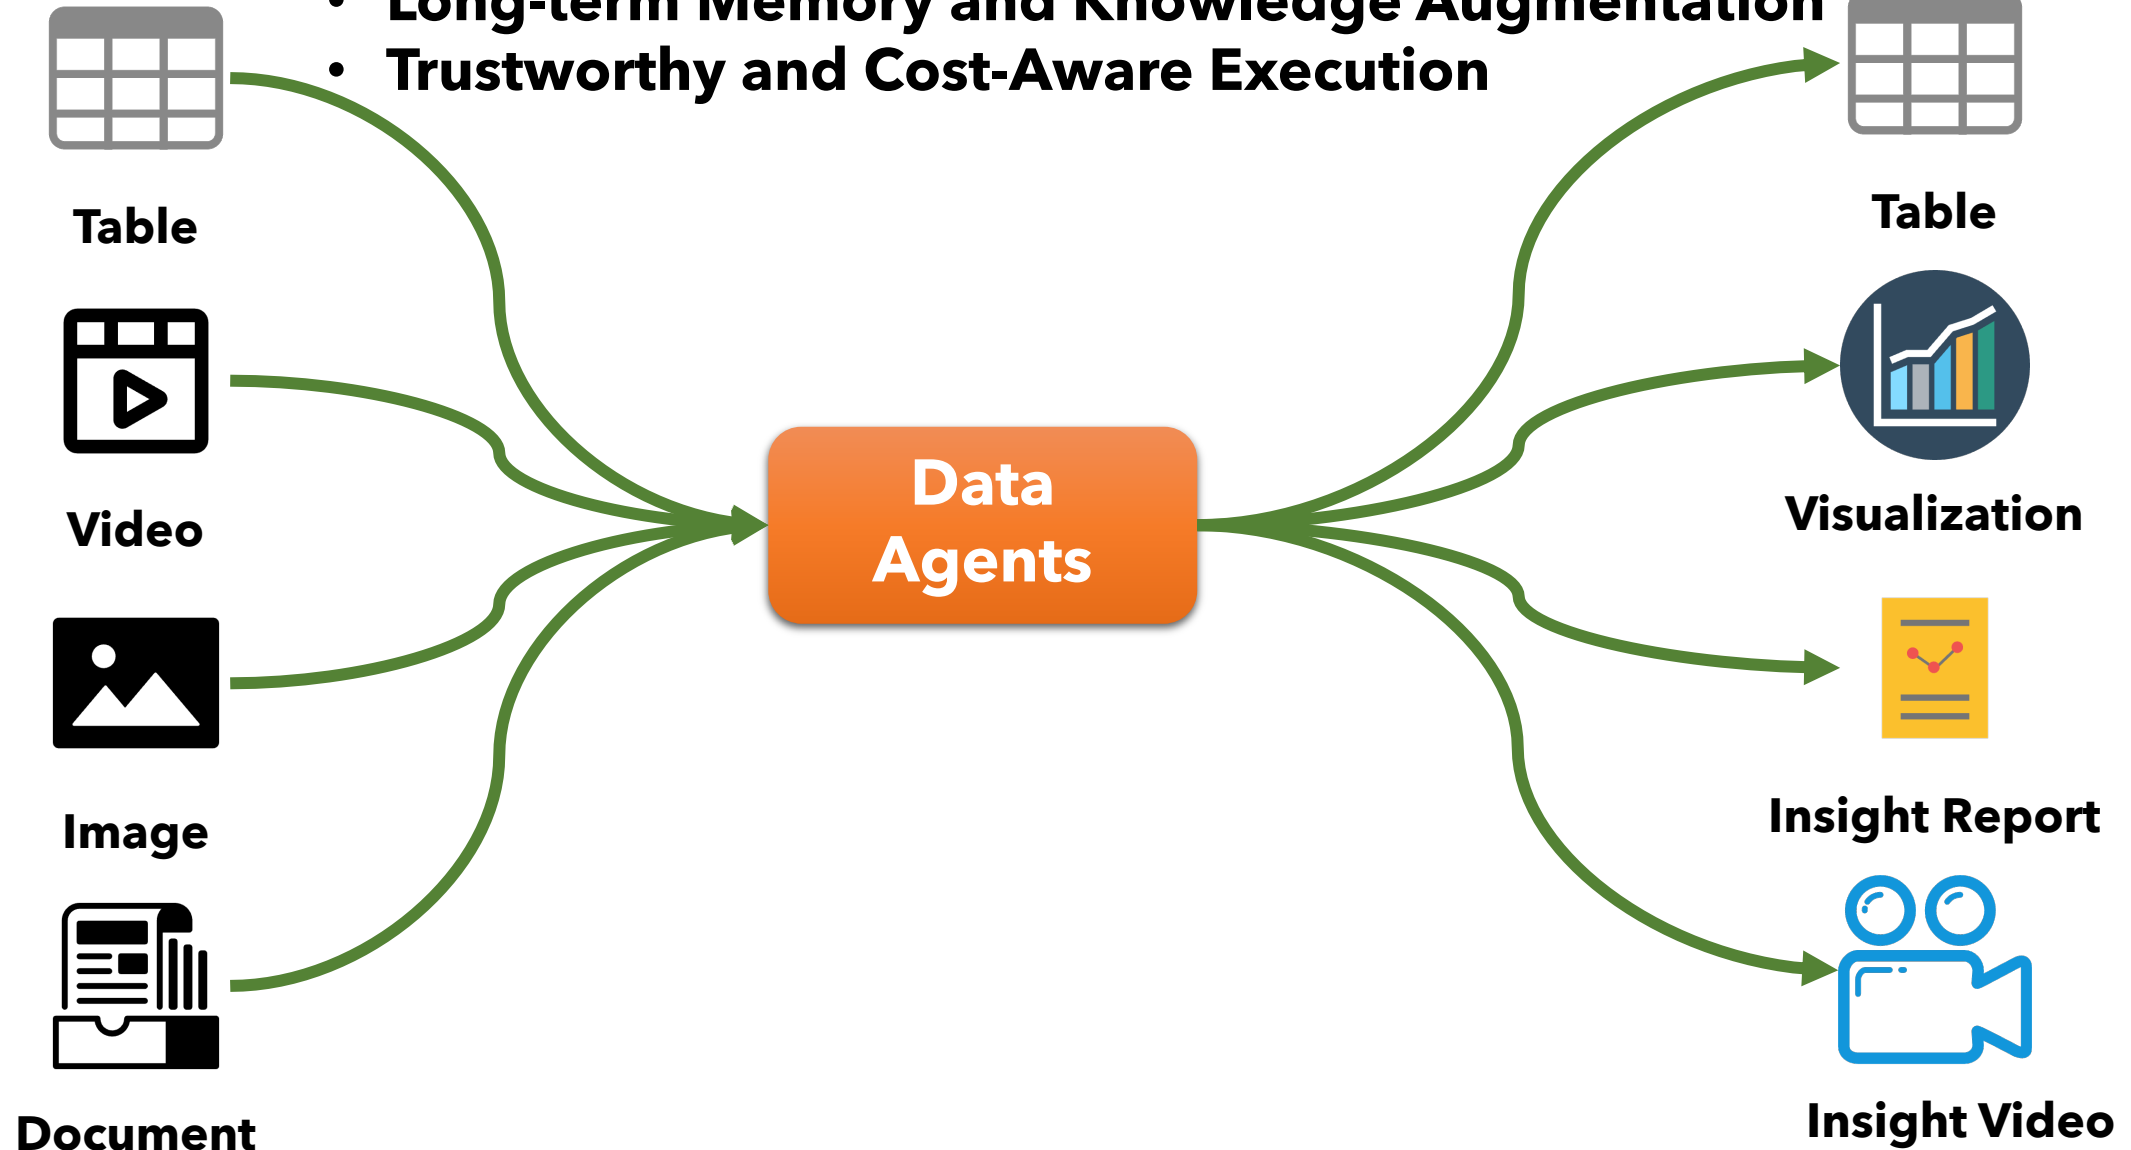 • Long-term Memory and Knowledge Augmentation
• Trustworthy and Cost-Aware Execution
Table
Video
Image
Document
Data
Agents
Table
Visualization
Insight Report
Insight Video